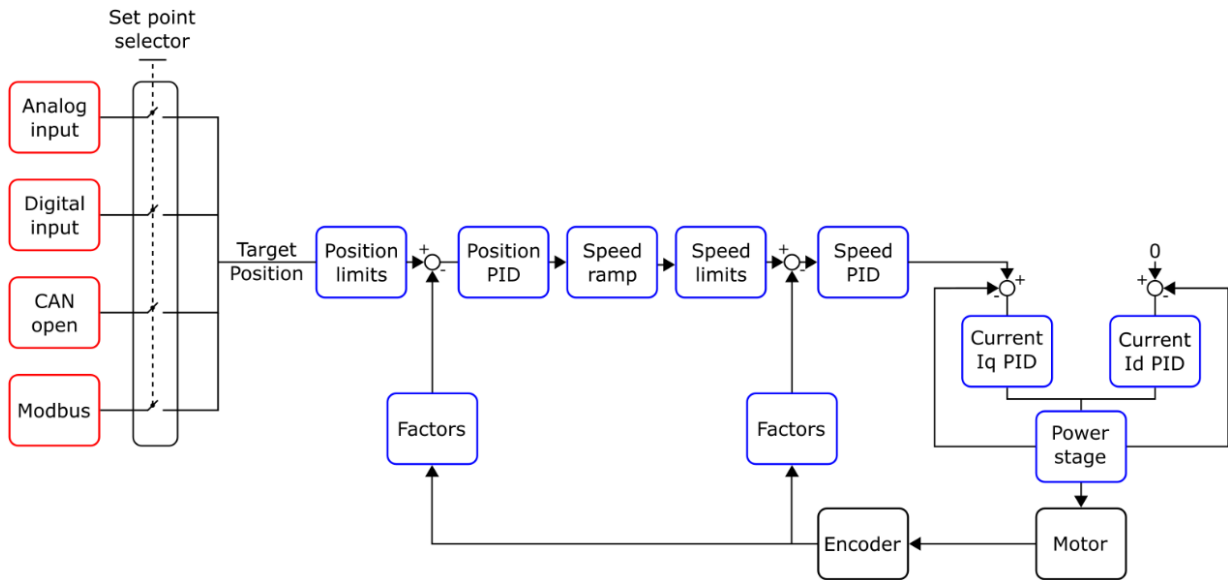 Set point
selector
Analog
input
Digital
input
CAN
open
Modbus
Target
Position
Position
limits
+
-
Position
PID
Speed
ramp
Speed
limits
+
-
Speed
PID
+
-
0
+
-
Current
Iq PID
Current
Id PID
Factors
Factors
Power
stage
Encoder
Motor